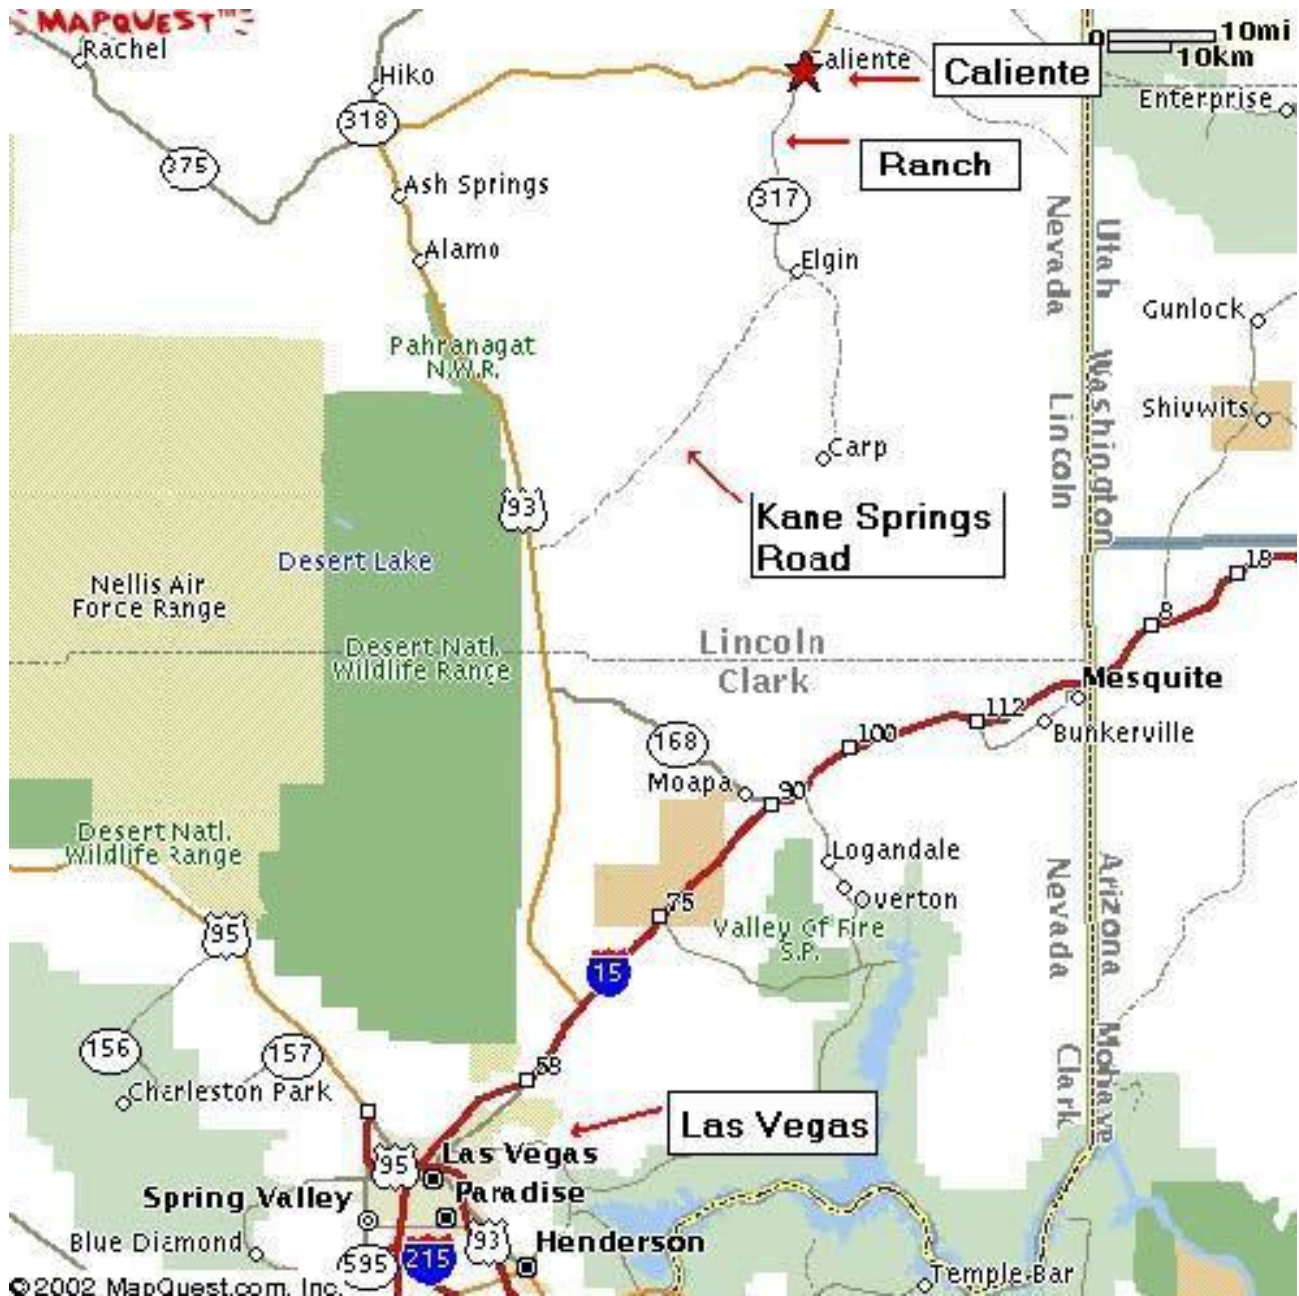 MAPQUEST™
Rachel
Hiko
318
375
Ash Springs
Alamo
Caliente
Caliente
0 10mi
10km
Enterprise
Ranch
317
Elgin
Nevada
Utah
Gunlock
Pahranagat
N.W.R.
Washington
Lincoln
Shivwits
Carp
93
Kane Springs
Road
Desert Lake
Nellis Air
Force Range
18
8
Desert Natl.
Wildlife Range
Lincoln
Clark
Mesquite
112
Bunkerville
100
168
Moapa
90
Desert Natl.
Wildlife Range
Logandale
Overton
75
Valley Of Fire
S.P.
Arizona
Nevada
95
15
156
157
58
Mohave
Clark
Charleston Park
Las Vegas
95
Las Vegas
Paradise
Spring Valley
Blue Diamond
595
215
93
Henderson
Temple Bar
©2002 MapQuest.com, Inc.